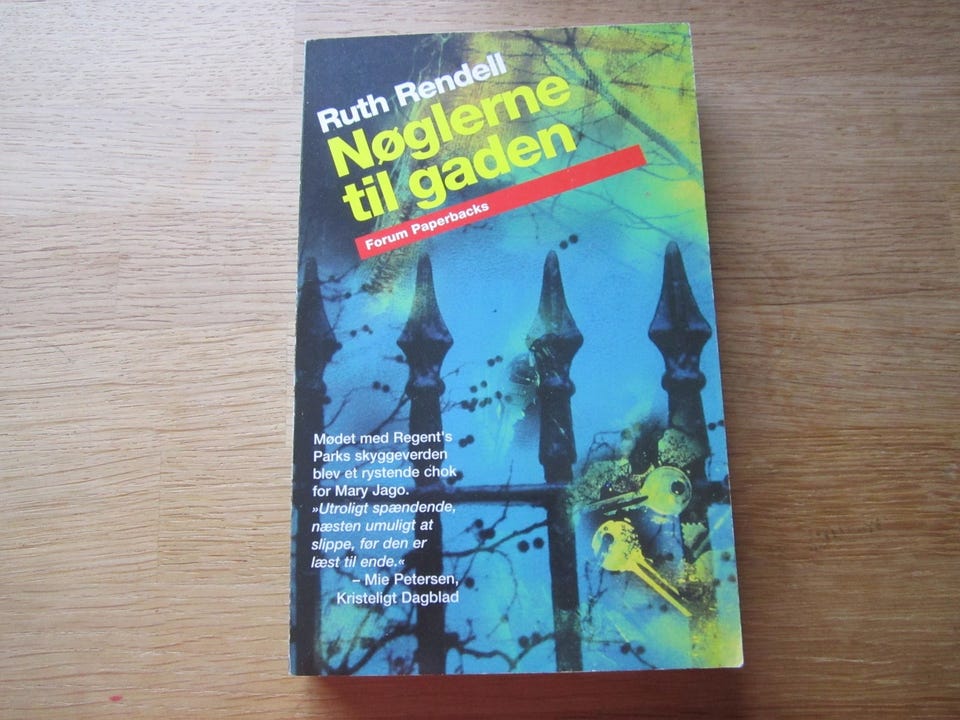 Ruth Rendell
Nøglerne
til gaden
Forum Paperbacks
Mødet med Regent's
Parks skyggeverden
blev et rystende chok
for Mary Jago.
»Utroligt spændende,
næsten umuligt at
slippe, før den er
læst til ende.«
– Mie Petersen,
Kristeligt Dagblad